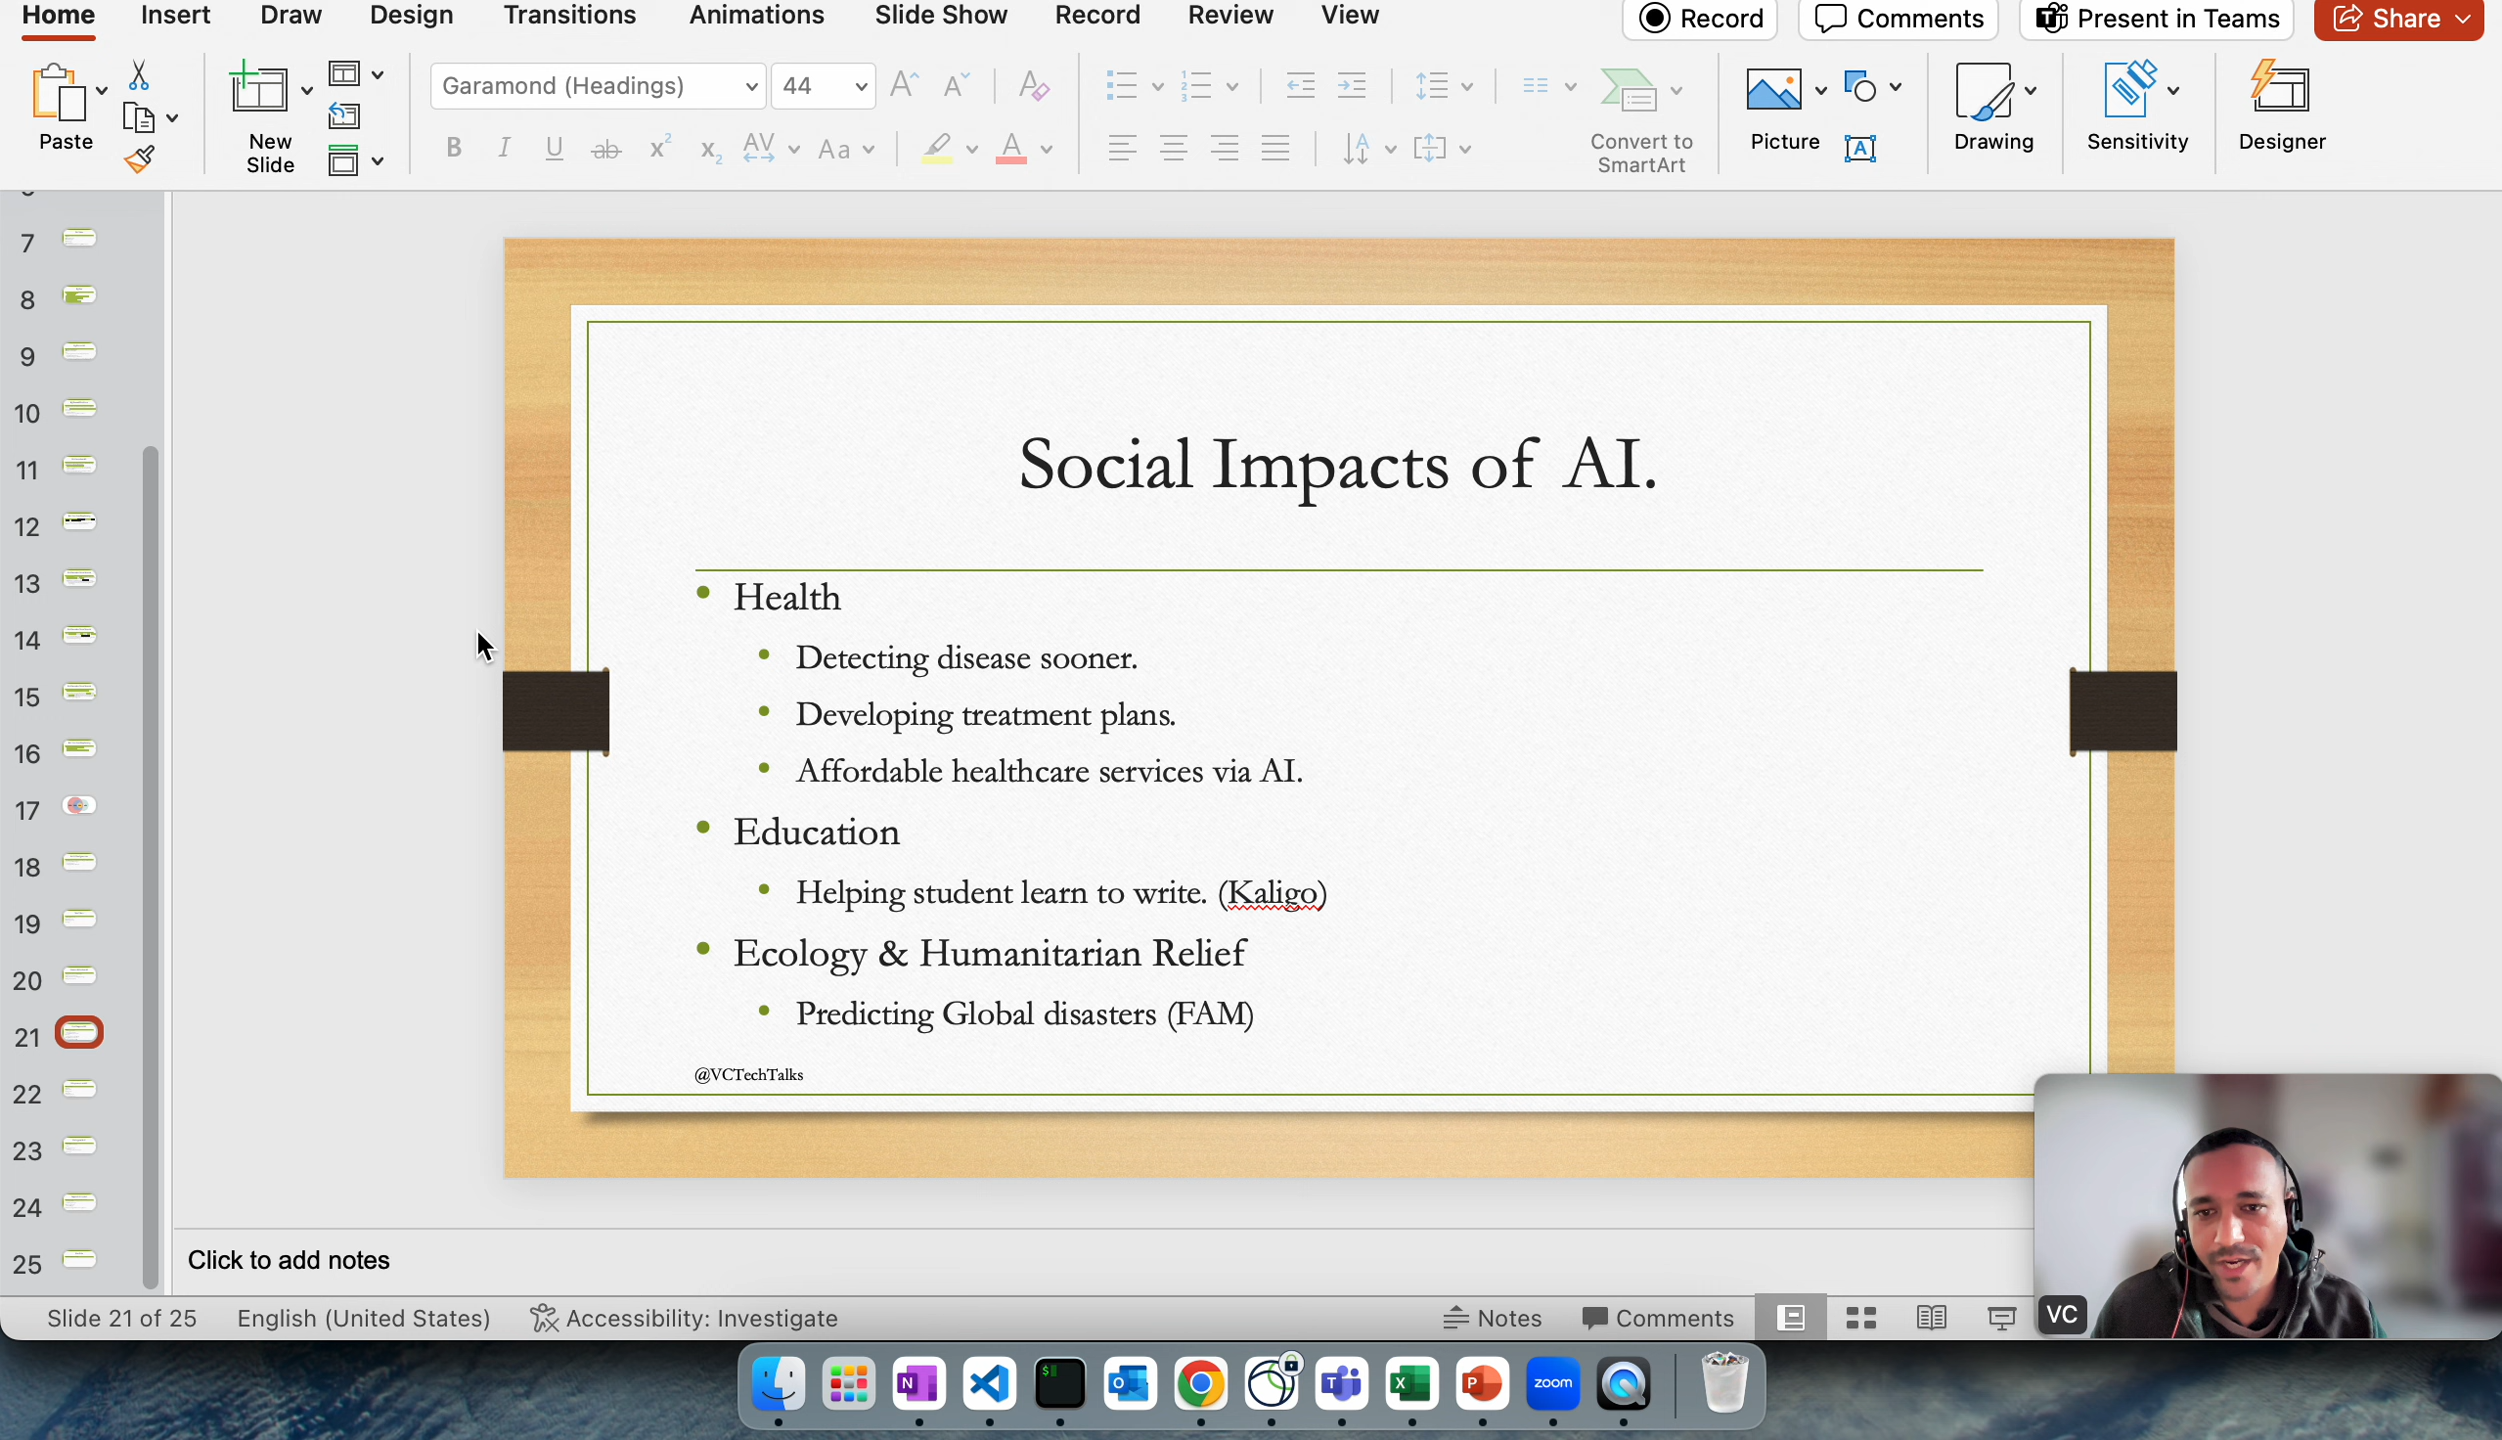 Home Insert Draw Design Transitions Animations Slide Show Record Review View Record Comments Present in Teams Share
Garamond (Headings) 44
Paste New Slide Convert to SmartArt Picture Drawing Sensitivity Designer
7
8
9
10
11
12
13
14
15
16
17
18
19
20
21
22
23
24
25
Social Impacts of AI.
Health
Detecting disease sooner.
Developing treatment plans.
Affordable healthcare services via AI.
Education
Helping student learn to write. (Kaligo)
Ecology & Humanitarian Relief
Predicting Global disasters (FAM)
@VCTechTalks
Click to add notes
Slide 21 of 25 English (United States) Accessibility: Investigate Notes Comments VC
zoom